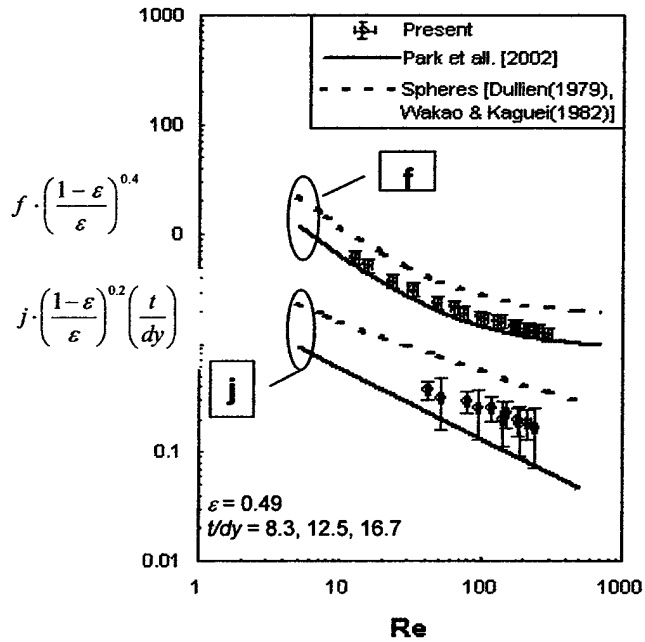 1000
Present
Park et all. [2002]
Spheres [Dullien(1979),
Wakao & Kaguei(1982)]
100
f
f · ((1 − ε)/ε)^0.4
0
j · ((1−ε)/ε)^0.2 (t/dy)
j
0.1
ε = 0.49
t/dy = 8.3, 12.5, 16.7
0.01
1 10 100 1000
Re